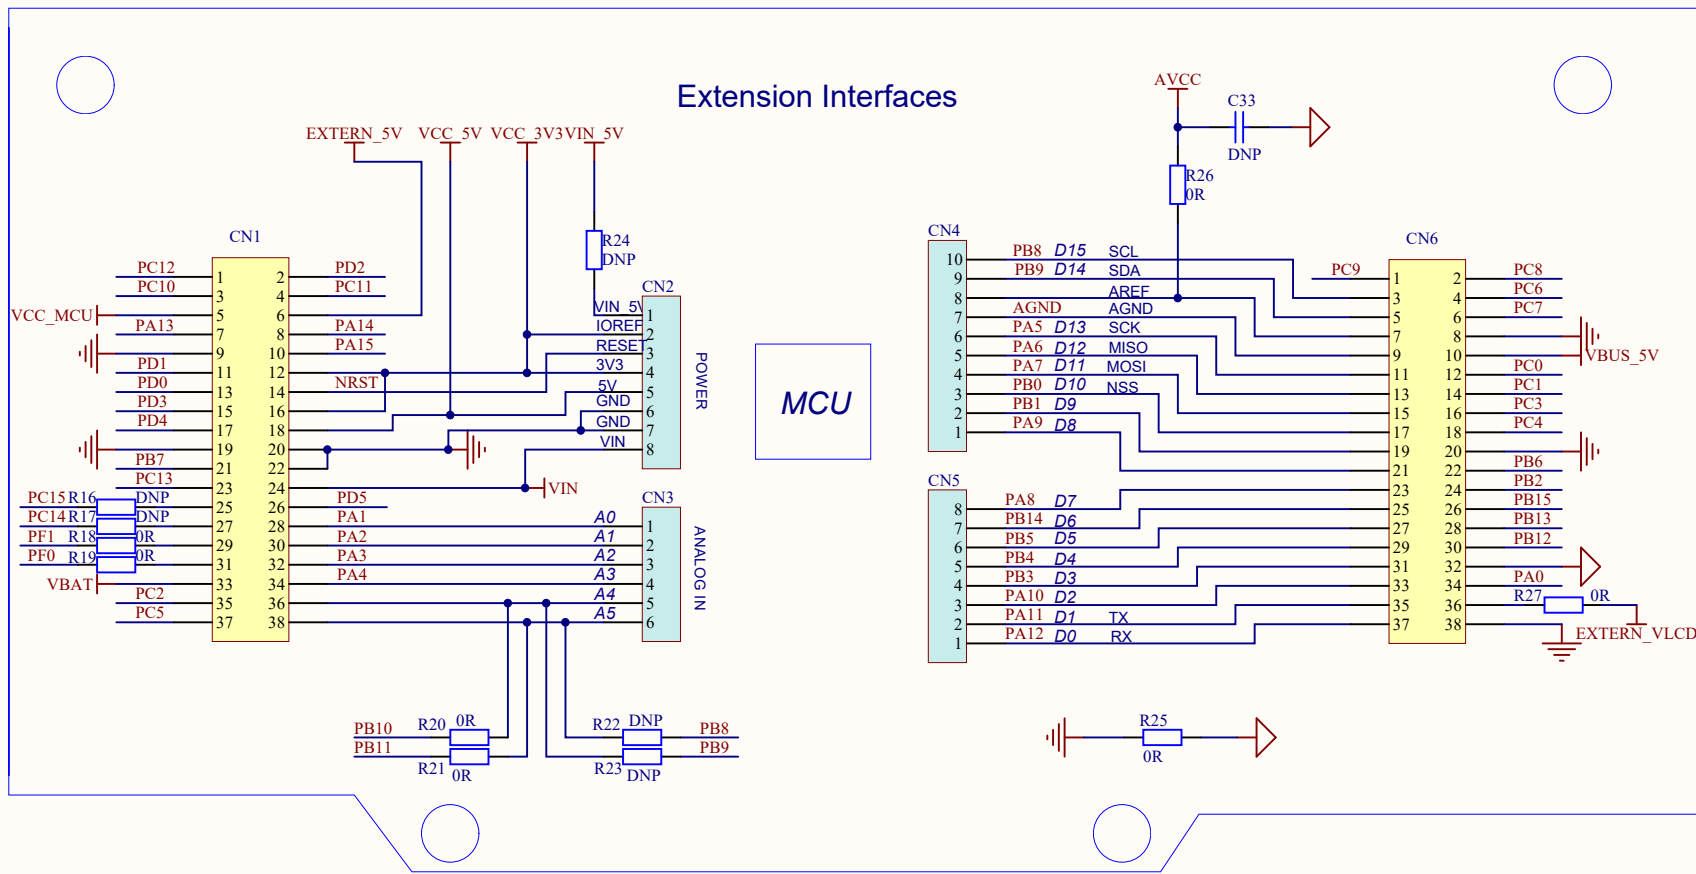 Extension Interfaces
EXTERN_5V VCC_5V VCC_3V3 VIN_5V
AVCC
C33
DNP
R26
0R
R24
DNP
CN1
PC12 1 2 PD2
PC10 3 4 PC11
VCC_MCU 5 6
PA13 7 8 PA14
9 10 PA15
PD1 11 12
PD0 13 14 NRST
PD3 15 16
PD4 17 18
19 20
PB7 21 22
PC13 23 24 VIN
PC15 R16 DNP 25 26 PD5
PC14 R17 DNP 27 28 PA1
PF1 R18 0R 29 30 PA2
PF0 R19 0R 31 32 PA3
VBAT 33 34 PA4
PC2 35 36
PC5 37 38
CN2
VIN_5V 1
IOREF 2
RESET 3
3V3 4
5V 5
GND 6
GND 7
VIN 8
POWER
CN3
A0 1
A1 2
A2 3
A3 4
A4 5
A5 6
ANALOG IN
MCU
CN4
10 PB8 D15 SCL
9 PB9 D14 SDA
8 AREF
7 AGND AGND
6 PA5 D13 SCK
5 PA6 D12 MISO
4 PA7 D11 MOSI
3 PB0 D10 NSS
2 PB1 D9
1 PA9 D8
CN5
8 PA8 D7
7 PB14 D6
6 PB5 D5
5 PB4 D4
4 PB3 D3
3 PA10 D2
2 PA11 D1 TX
1 PA12 D0 RX
CN6
PC9 1 2 PC8
3 4 PC6
5 6 PC7
7 8
9 10 VBUS_5V
11 12 PC0
13 14 PC1
15 16 PC3
17 18 PC4
19 20
21 22 PB6
23 24 PB2
25 26 PB15
27 28 PB13
29 30 PB12
31 32
33 34 PA0
35 36 R27 0R
37 38 EXTERN_VLCD
PB10 R20 0R
PB11 R21 0R
R22 DNP PB8
R23 DNP PB9
R25
0R